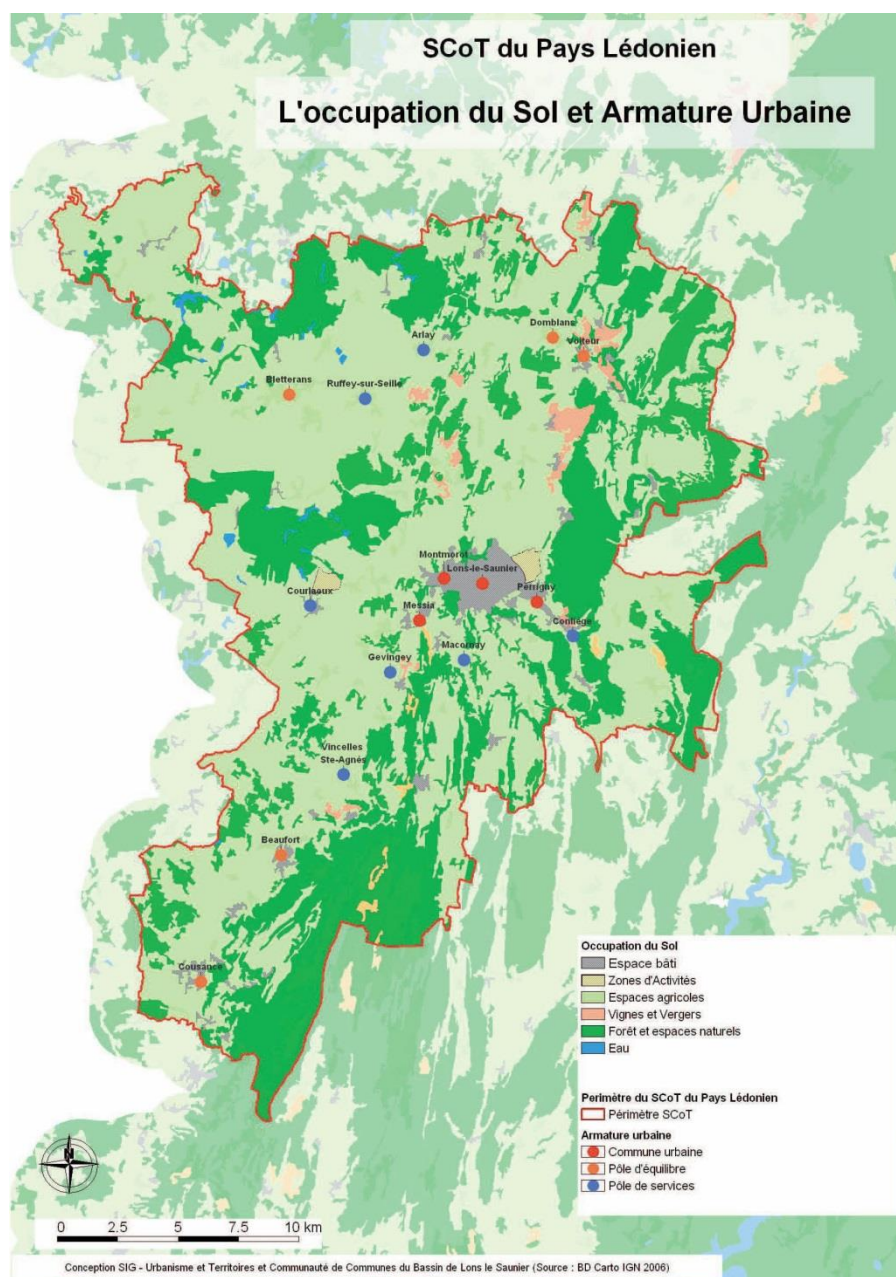 SCoT du Pays Lédonien
L'occupation du Sol et Armature Urbaine
Domblans
Voiteur
Arlay
Bletterans
Ruffey-sur-Seille
Montmorot
Lons-le-Saunier
Courlaoux
Perrigny
Messia
Conliège
Macornay
Gevingey
Vincelles
Ste-Agnès
Beaufort
Cousance
Occupation du Sol
Espace bâti
Zones d'Activités
Espaces agricoles
Vignes et Vergers
Forêt et espaces naturels
Eau
Perimètre du SCoT du Pays Lédonien
Périmètre SCoT
Armature urbaine
Commune urbaine
Pôle d'équilibre
Pôle de services
N
0 2.5 5 7.5 10 km
Conception SIG - Urbanisme et Territoires et Communauté de Communes du Bassin de Lons le Saunier (Source : BD Carto IGN 2006)